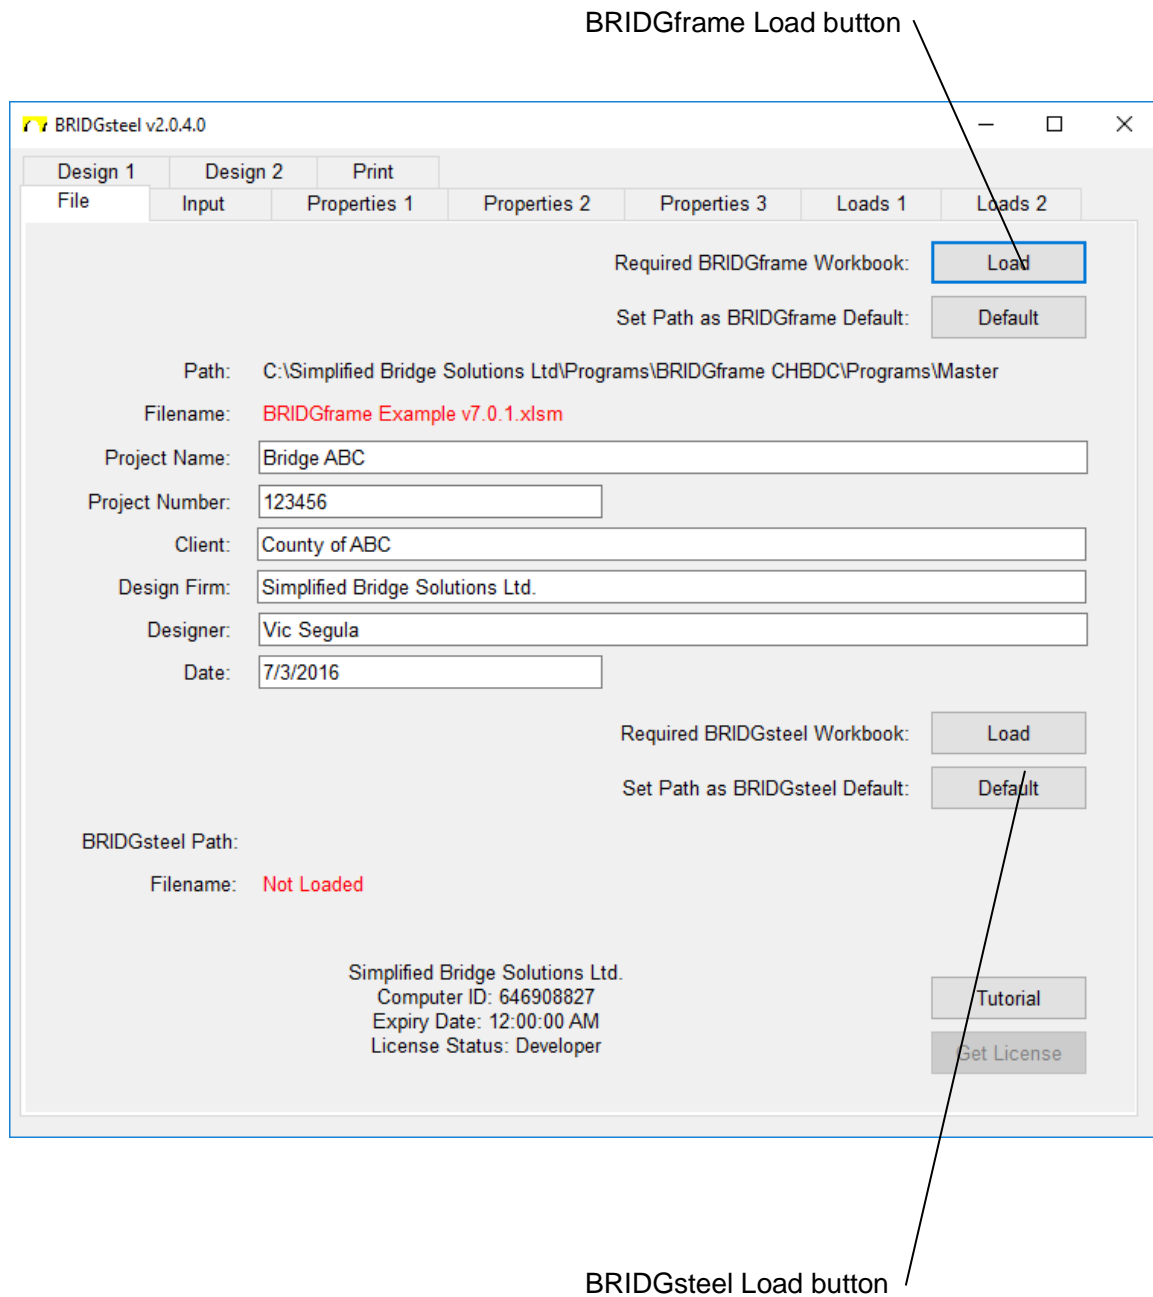 BRIDGframe Load button
BRIDGsteel v2.0.4.0
Design 1 Design 2 Print
File Input Properties 1 Properties 2 Properties 3 Loads 1 Loads 2
Required BRIDGframe Workbook: Load
Set Path as BRIDGframe Default: Default
Path: C:\Simplified Bridge Solutions Ltd\Programs\BRIDGframe CHBDC\Programs\Master
Filename: BRIDGframe Example v7.0.1.xlsm
Project Name: Bridge ABC
Project Number: 123456
Client: County of ABC
Design Firm: Simplified Bridge Solutions Ltd.
Designer: Vic Segula
Date: 7/3/2016
Required BRIDGsteel Workbook: Load
Set Path as BRIDGsteel Default: Default
BRIDGsteel Path:
Filename: Not Loaded
Simplified Bridge Solutions Ltd.
Computer ID: 646908827
Expiry Date: 12:00:00 AM
License Status: Developer
Tutorial
Get License
BRIDGsteel Load button